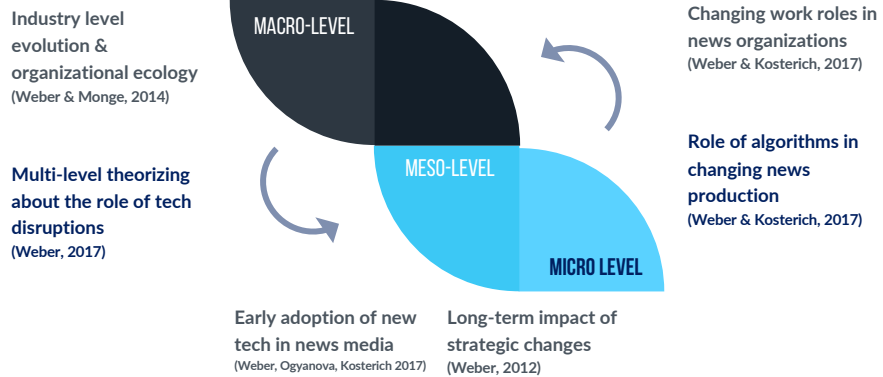 Industry level
evolution &
organizational ecology
(Weber & Monge, 2014)
Multi-level theorizing
about the role of tech
disruptions
(Weber, 2017)
MACRO-LEVEL
MESO-LEVEL
MICRO LEVEL
Early adoption of new
tech in news media
(Weber, Ogyanova, Kosterich 2017)
Long-term impact of
strategic changes
(Weber, 2012)
Changing work roles in
news organizations
(Weber & Kosterich, 2017)
Role of algorithms in
changing news
production
(Weber & Kosterich, 2017)